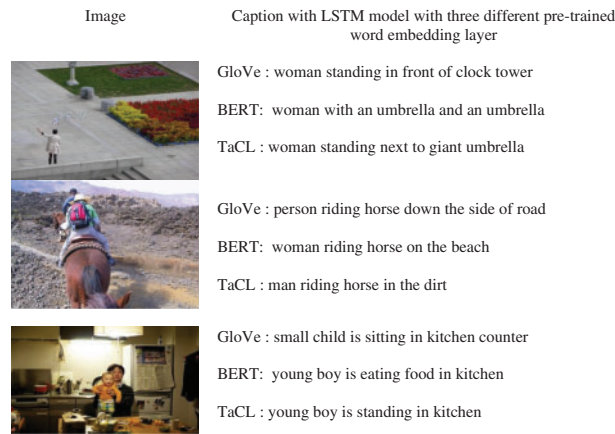 Image
Caption with LSTM model with three different pre-trained
word embedding layer
GloVe : woman standing in front of clock tower
BERT: woman with an umbrella and an umbrella
TaCL : woman standing next to giant umbrella
GloVe : person riding horse down the side of road
BERT: woman riding horse on the beach
TaCL : man riding horse in the dirt
GloVe : small child is sitting in kitchen counter
BERT: young boy is eating food in kitchen
TaCL : young boy is standing in kitchen